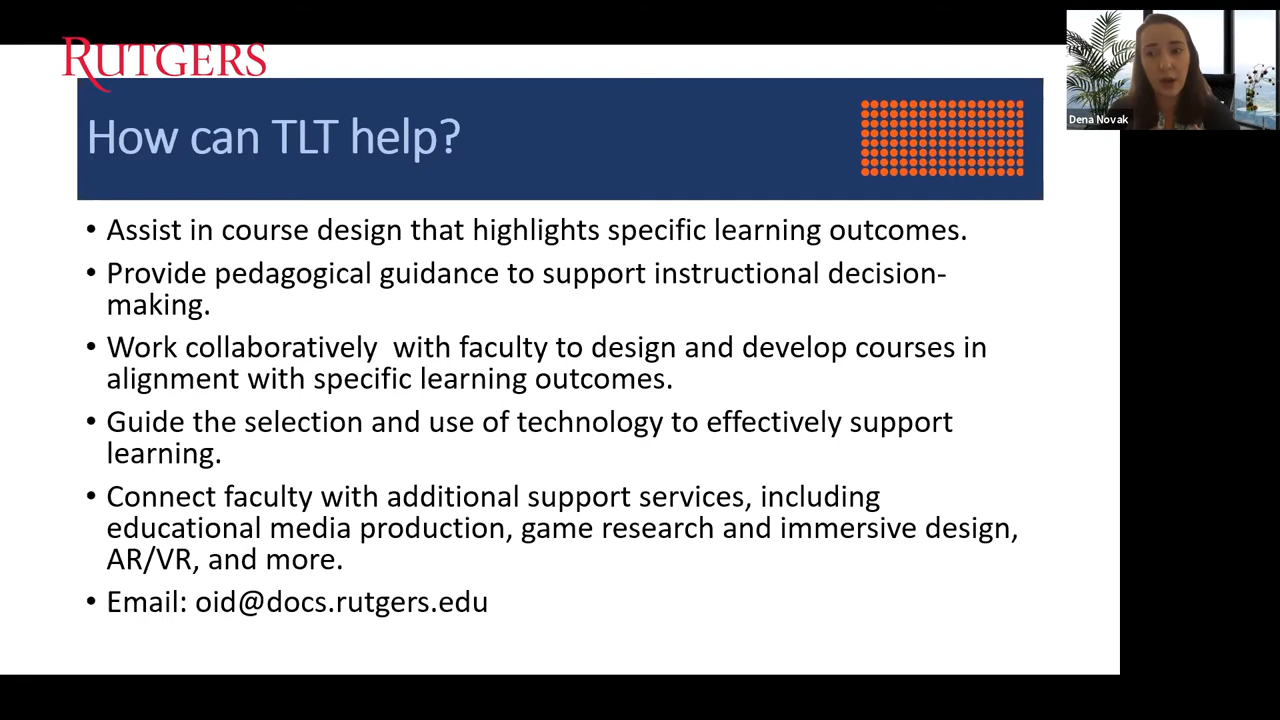 RUTGERS
How can TLT help?
Dena Novak
• Assist in course design that highlights specific learning outcomes.
• Provide pedagogical guidance to support instructional decision-
making.
• Work collaboratively  with faculty to design and develop courses in
alignment with specific learning outcomes.
• Guide the selection and use of technology to effectively support
learning.
• Connect faculty with additional support services, including
educational media production, game research and immersive design,
AR/VR, and more.
• Email: oid@docs.rutgers.edu